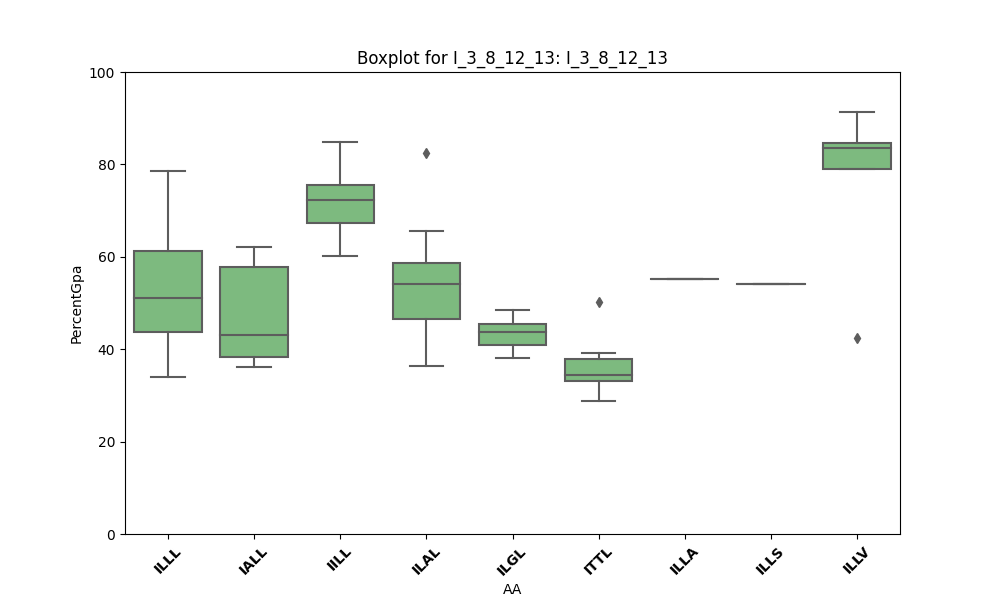 Boxplot for I_3_8_12_13: I_3_8_12_13
100
80
60
40
20
0
PercentGpa
ILLL
IALL
IILL
ILAL
ILGL
ITTL
ILLA
ILLS
ILLV
AA